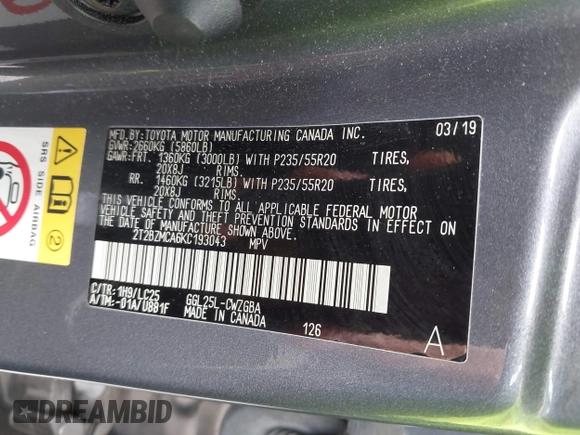 MFD.BY:TOYOTA MOTOR MANUFACTURING CANADA INC. 03/19
GVWR:2660KG (5860LB)
GAWR:FRT. 1360KG (3000LB) WITH P235/55R20 TIRES,
20X8J RIMS,
RR. 1460KG (3215LB) WITH P235/55R20 TIRES,
20X8J RIMS.
THIS VEHICLE CONFORMS TO ALL APPLICABLE FEDERAL MOTOR
VEHICLE SAFETY AND THEFT PREVENTION STANDARDS IN EFFECT ON
THE DATE OF MANUFACTURE SHOWN ABOVE.
2T2BZMCA6KC193043 MPV
C/TR:1H9/LC25 GGL25L-CWZGBA
A/TM:-01A/U881F MADE IN CANADA
126
A
SRS SIDE AIRBAG
2
DREAMBID